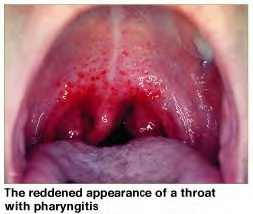 The reddened appearance of a throat
with pharyngitis